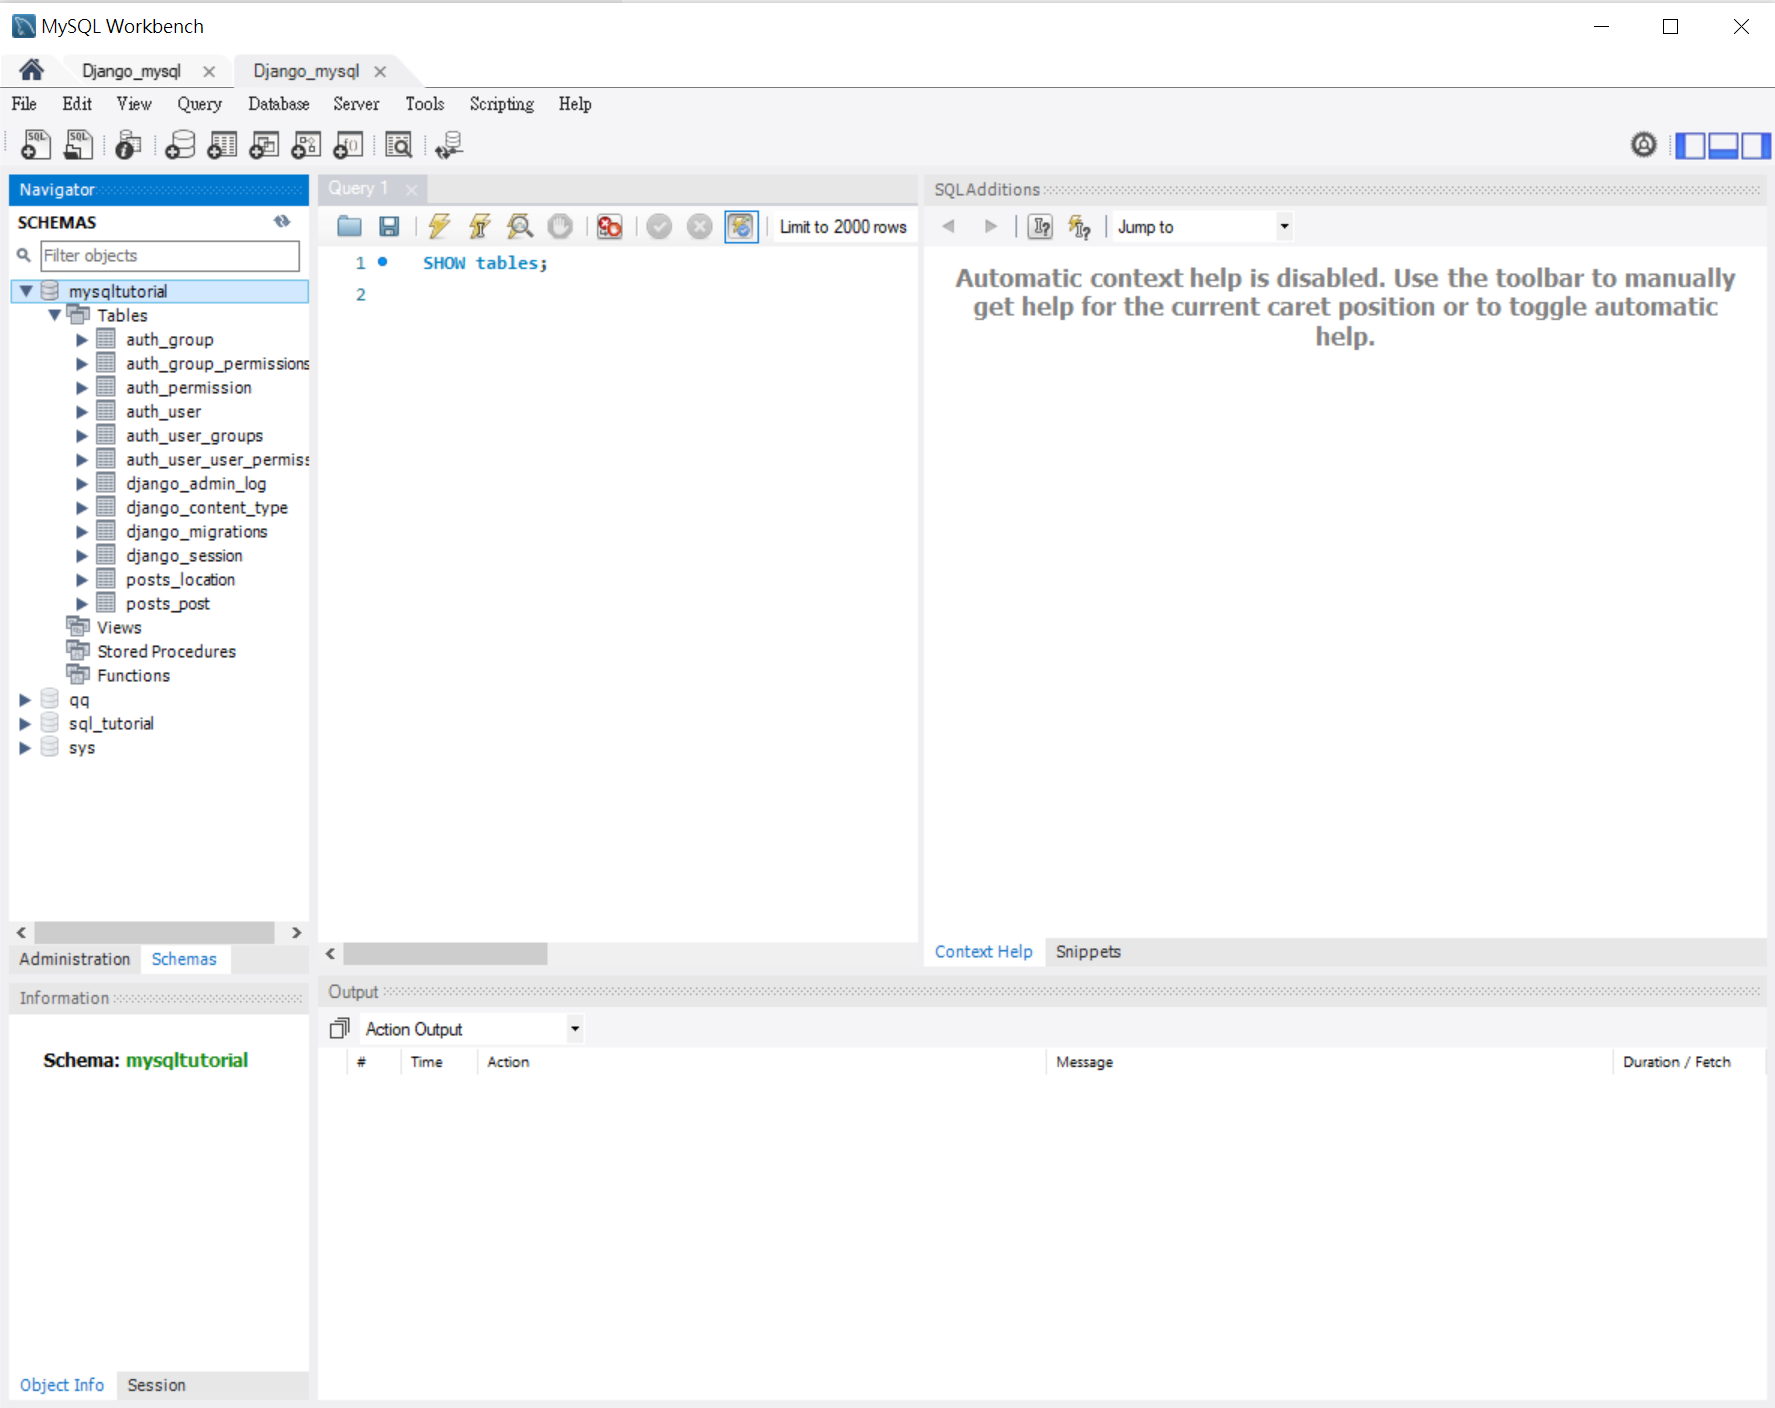 MySQL Workbench
Django_mysql
Django_mysql
File Edit View Query Database Server Tools Scripting Help
Navigator
SCHEMAS
Filter objects
mysqltutorial
Tables
auth_group
auth_group_permissions
auth_permission
auth_user
auth_user_groups
auth_user_user_permiss
django_admin_log
django_content_type
django_migrations
django_session
posts_location
posts_post
Views
Stored Procedures
Functions
qq
sql_tutorial
sys
Administration Schemas
Information
Schema: mysqltutorial
Object Info Session
Query 1
Limit to 2000 rows
1 SHOW tables;
2
SQLAdditions
Jump to
Automatic context help is disabled. Use the toolbar to manually
get help for the current caret position or to toggle automatic
help.
Context Help Snippets
Output
Action Output
# Time Action Message Duration / Fetch